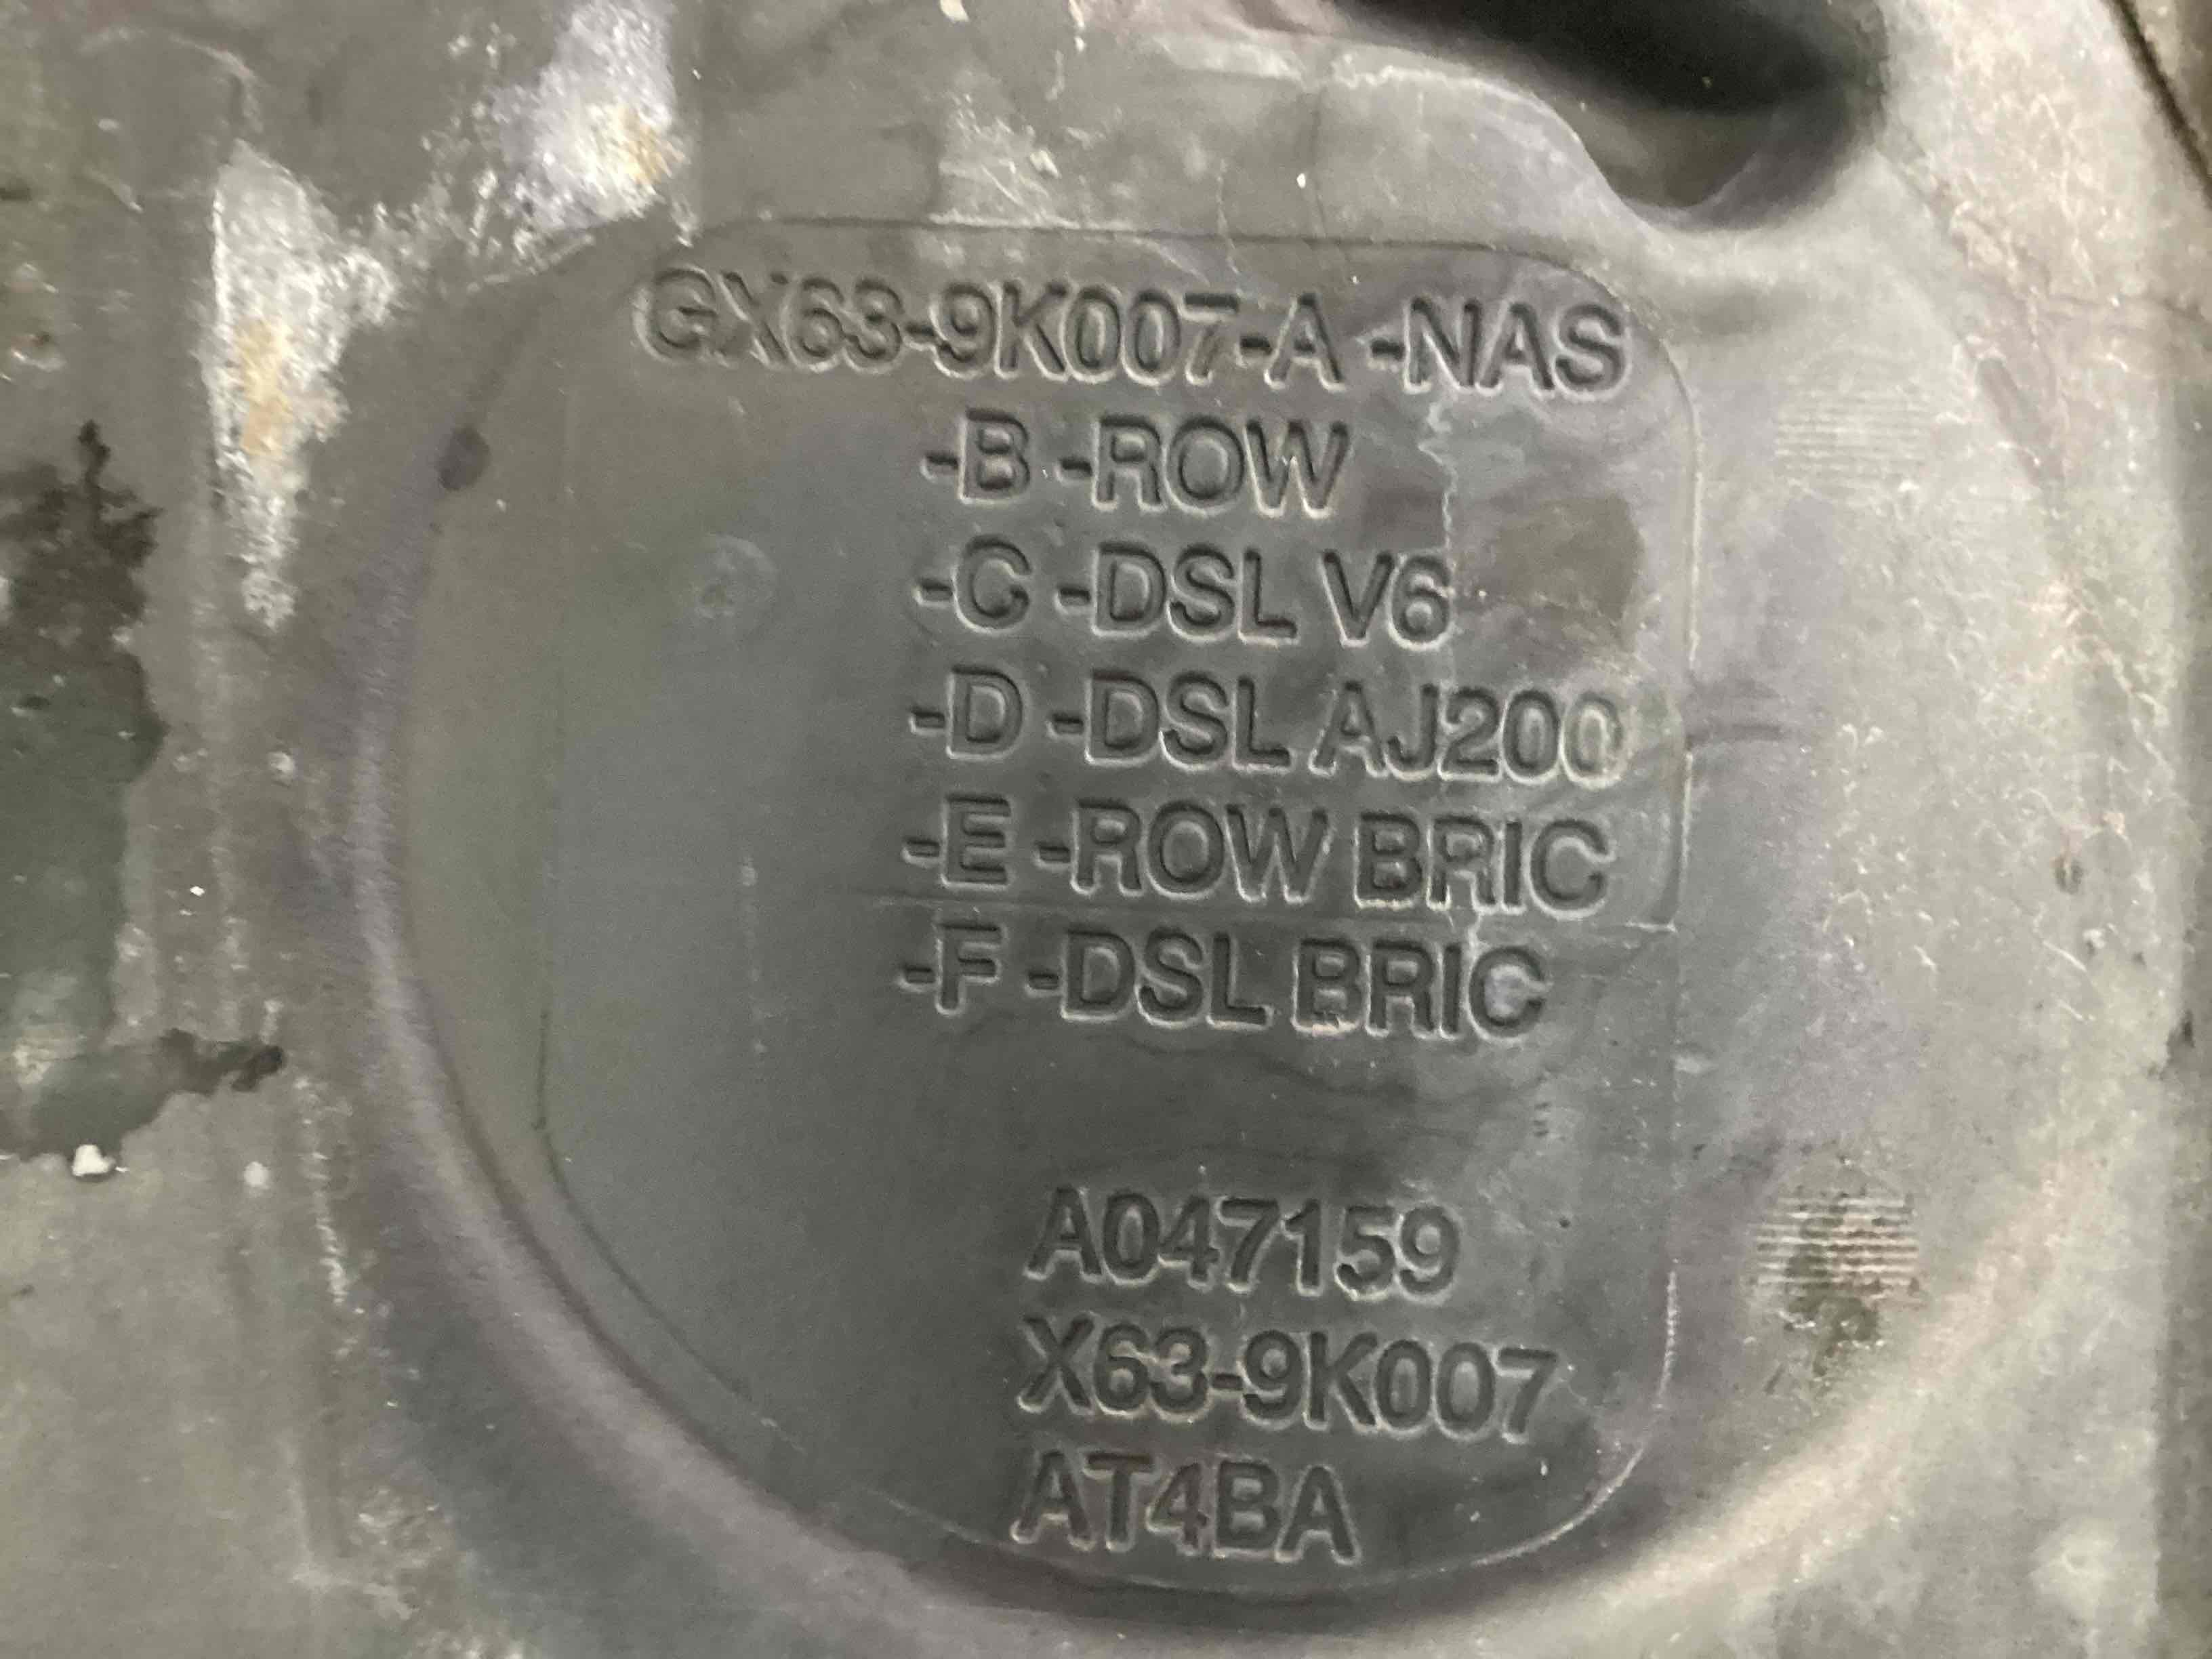 GX63-9K007-A -NAS
-B -ROW
-C -DSL V6
-D -DSL AJ200
-E -ROW BRIC
-F -DSL BRIC
A047159
X63-9K007
AT4BA